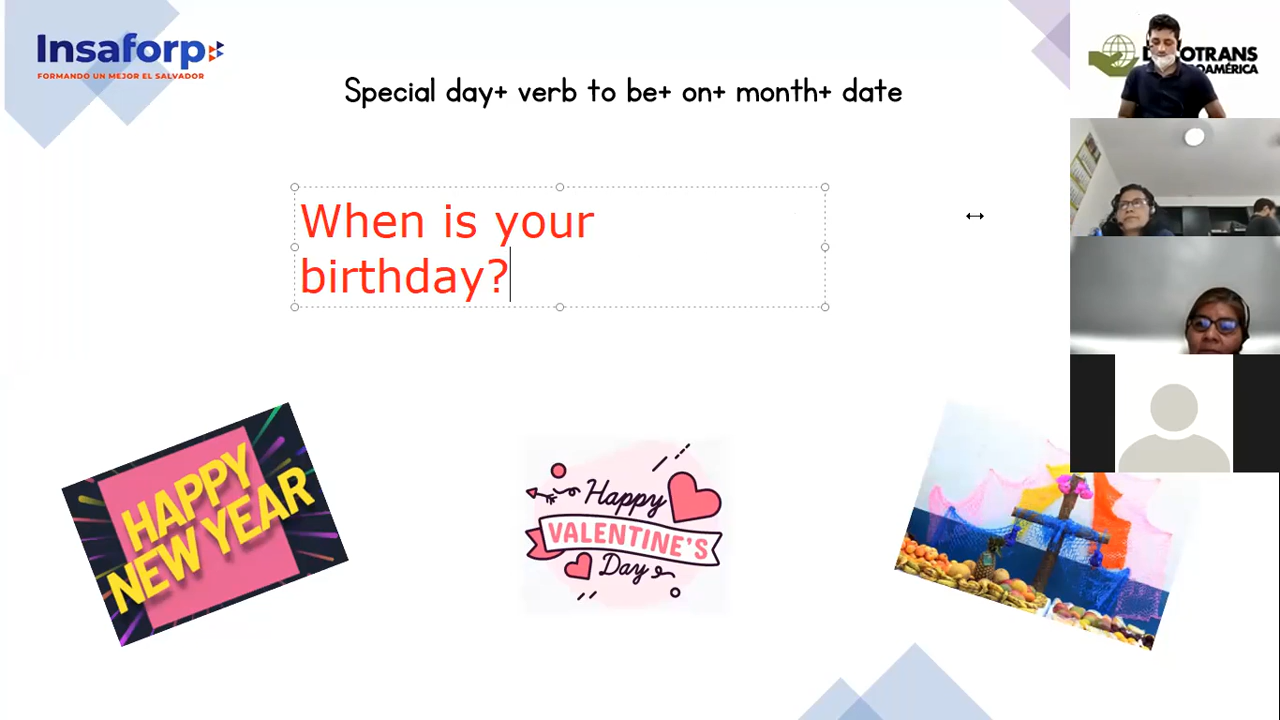 Insaforp
FORMANDO UN MEJOR EL SALVADOR
Special day+ verb to be+ on+ month+ date
When is your
birthday?
HAPPY
NEW YEAR
Happy
VALENTINE'S
Day